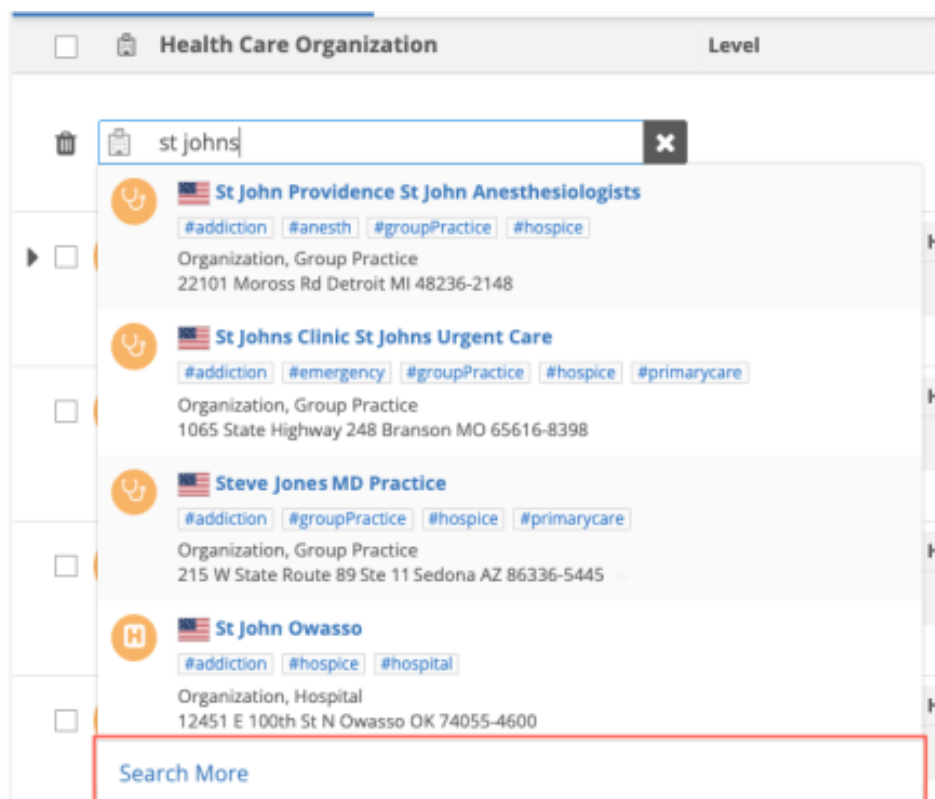 Health Care Organization Level
st johns
St John Providence St John Anesthesiologists
#addiction #anesth #groupPractice #hospice
Organization, Group Practice
22101 Moross Rd Detroit MI 48236-2148
St Johns Clinic St Johns Urgent Care
#addiction #emergency #groupPractice #hospice #primarycare
Organization, Group Practice
1065 State Highway 248 Branson MO 65616-8398
Steve Jones MD Practice
#addiction #groupPractice #hospice #primarycare
Organization, Group Practice
215 W State Route 89 Ste 11 Sedona AZ 86336-5445
H St John Owasso
#addiction #hospice #hospital
Organization, Hospital
12451 E 100th St N Owasso OK 74055-4600
Search More